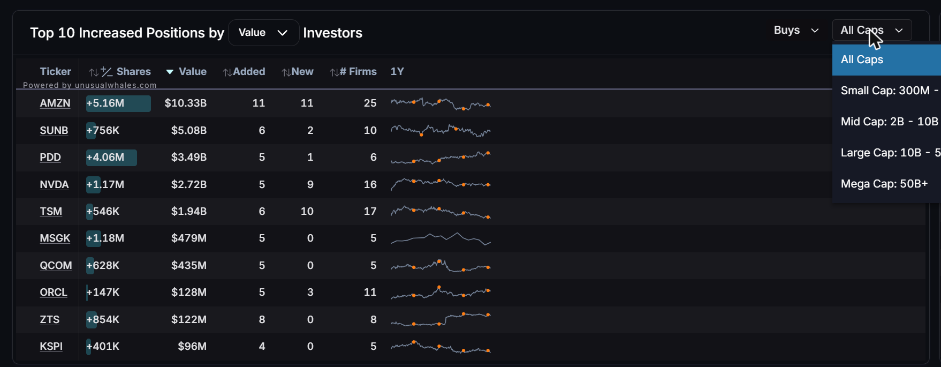 Top 10 Increased Positions by Value Investors
Buys All Caps
Ticker +/- Shares Value Added New # Firms 1Y
Powered by unusualwhales.com
AMZN +5.16M $10.33B 11 11 25
SUNB +756K $5.08B 6 2 10
PDD +4.06M $3.49B 5 1 6
NVDA +1.17M $2.72B 5 9 16
TSM +546K $1.94B 6 10 17
MSGK +1.18M $479M 5 0 5
QCOM +628K $435M 5 0 5
ORCL +147K $128M 5 3 11
ZTS +854K $122M 8 0 8
KSPI +401K $96M 4 0 5
All Caps
Small Cap: 300M -
Mid Cap: 2B - 10B
Large Cap: 10B - 5
Mega Cap: 50B+